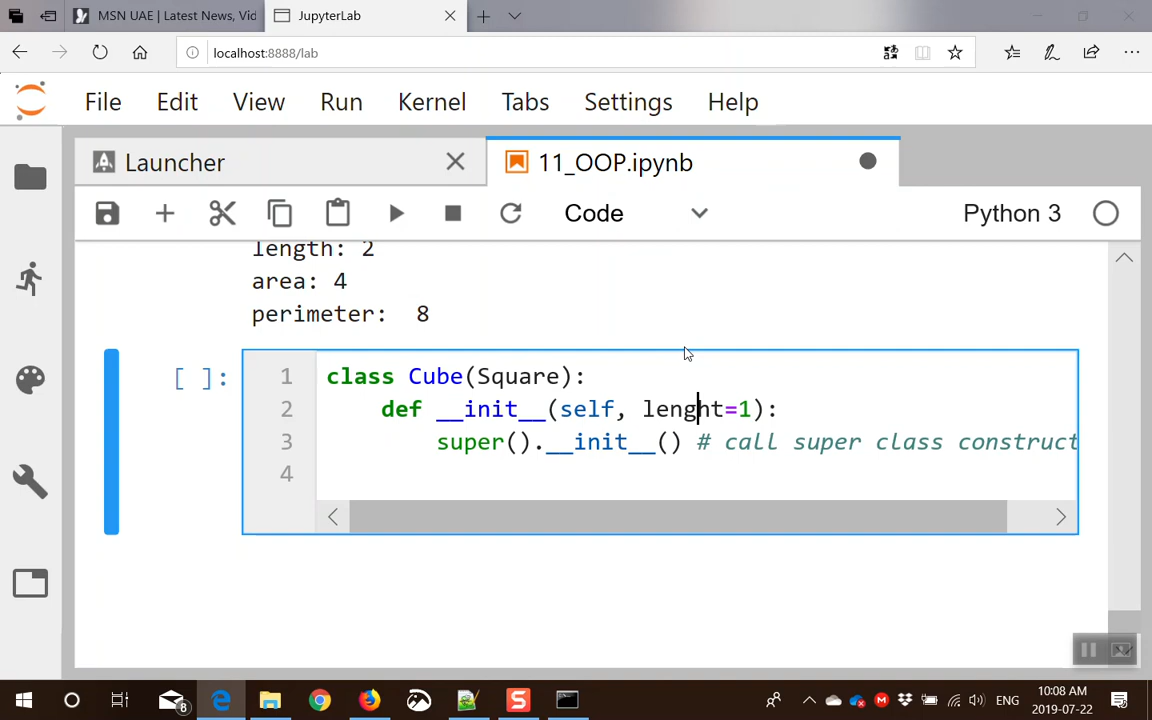 MSN UAE | Latest News, Vid
JupyterLab
localhost:8888/lab
File Edit View Run Kernel Tabs Settings Help
Launcher
11_OOP.ipynb
Code
Python 3
length: 2
area: 4
perimeter:  8
[ ]:
1 class Cube(Square):
2     def __init__(self, lenght=1):
3         super().__init__() # call super class construct
4
8
ENG
10:08 AM
2019-07-22